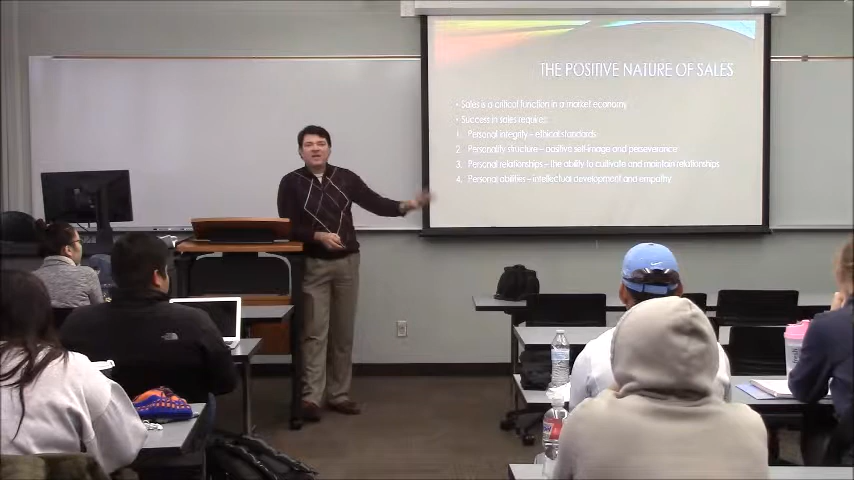 THE POSITIVE NATURE OF SALES
• Sales is a critical function in a market economy
• Success in sales requires:
1. Personal integrity – ethical standards
2. Personality structure – positive self-image and perseverance
3. Personal relationships – the ability to cultivate and maintain relationships
4. Personal abilities – intellectual development and empathy